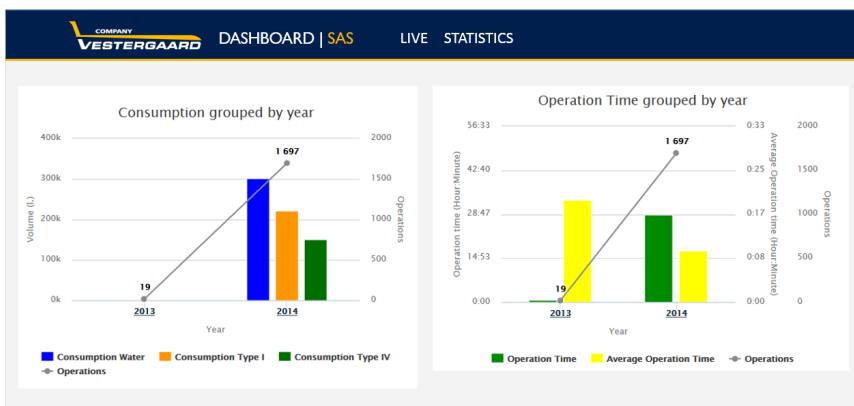 COMPANY
VESTERGAARD
DASHBOARD | SAS
LIVE STATISTICS
Consumption grouped by year
400k
300k
200k
100k
0k
Volume (l.)
2000
1500
1000
500
0
Operations
19
1 697
2013
2014
Year
Consumption Water
Consumption Type I
Consumption Type IV
Operations
Operation Time grouped by year
56:33
42:40
28:47
14:53
0:00
Operation time (Hour:Minute)
0:33
0:25
0:17
0:08
0:00
Average Operation time (Hour:Minute)
2000
1500
1000
500
0
Operations
19
1 697
2013
2014
Year
Operation Time
Average Operation Time
Operations